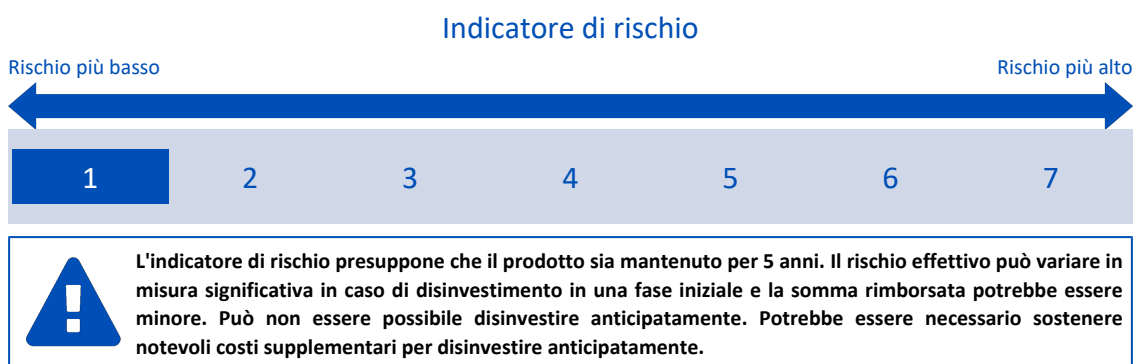 Indicatore di rischio
Rischio più basso Rischio più alto
1 2 3 4 5 6 7
L'indicatore di rischio presuppone che il prodotto sia mantenuto per 5 anni. Il rischio effettivo può variare in
misura significativa in caso di disinvestimento in una fase iniziale e la somma rimborsata potrebbe essere
minore. Può non essere possibile disinvestire anticipatamente. Potrebbe essere necessario sostenere
notevoli costi supplementari per disinvestire anticipatamente.